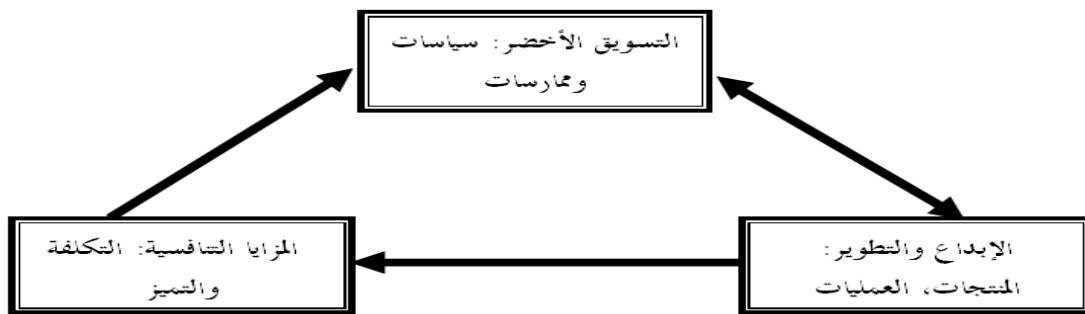 التسويق الأخضر: سياسات
وممارسات
المزايا التنافسية: التكلفة
والتميز
الإبداع والتطوير:
المنتجات، العمليات